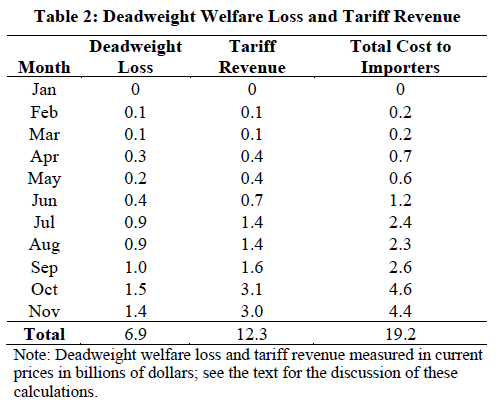 Table 2: Deadweight Welfare Loss and Tariff Revenue
Deadweight Tariff Total Cost to
Month Loss Revenue Importers
Jan 0 0 0
Feb 0.1 0.1 0.2
Mar 0.1 0.1 0.2
Apr 0.3 0.4 0.7
May 0.2 0.4 0.6
Jun 0.4 0.7 1.2
Jul 0.9 1.4 2.4
Aug 0.9 1.4 2.3
Sep 1.0 1.6 2.6
Oct 1.5 3.1 4.6
Nov 1.4 3.0 4.4
Total 6.9 12.3 19.2
Note: Deadweight welfare loss and tariff revenue measured in current
prices in billions of dollars; see the text for the discussion of these
calculations.